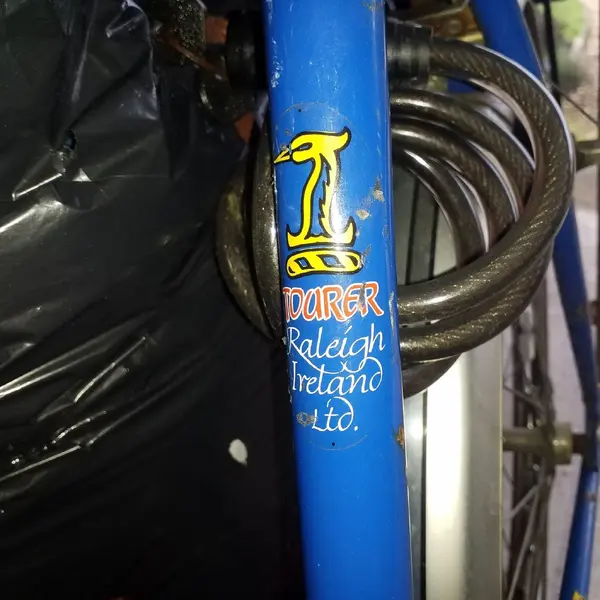 TOURER
Raleigh
Ireland
Ltd.